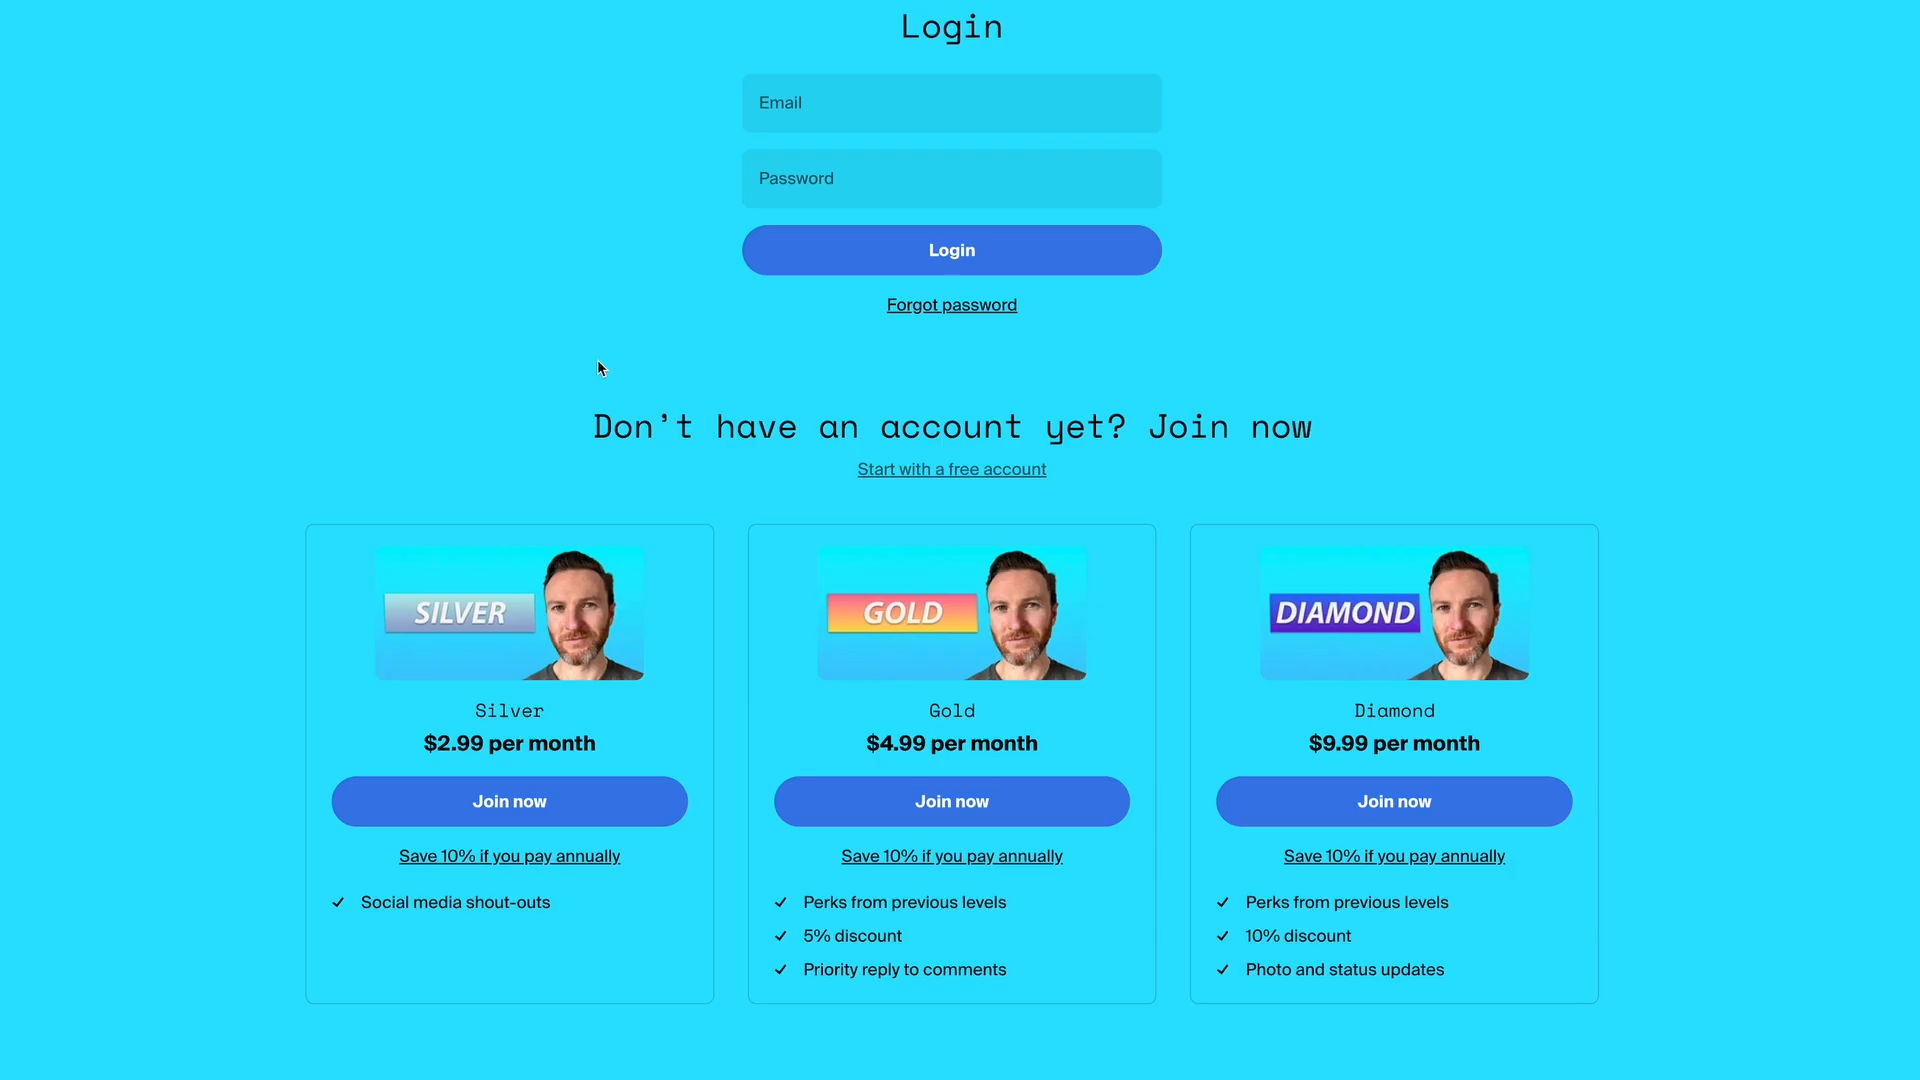 Login
Email
Password
Login
Forgot password
Don't have an account yet? Join now
Start with a free account
SILVER
Silver
$2.99 per month
Join now
Save 10% if you pay annually
Social media shout-outs
GOLD
Gold
$4.99 per month
Join now
Save 10% if you pay annually
Perks from previous levels
5% discount
Priority reply to comments
DIAMOND
Diamond
$9.99 per month
Join now
Save 10% if you pay annually
Perks from previous levels
10% discount
Photo and status updates